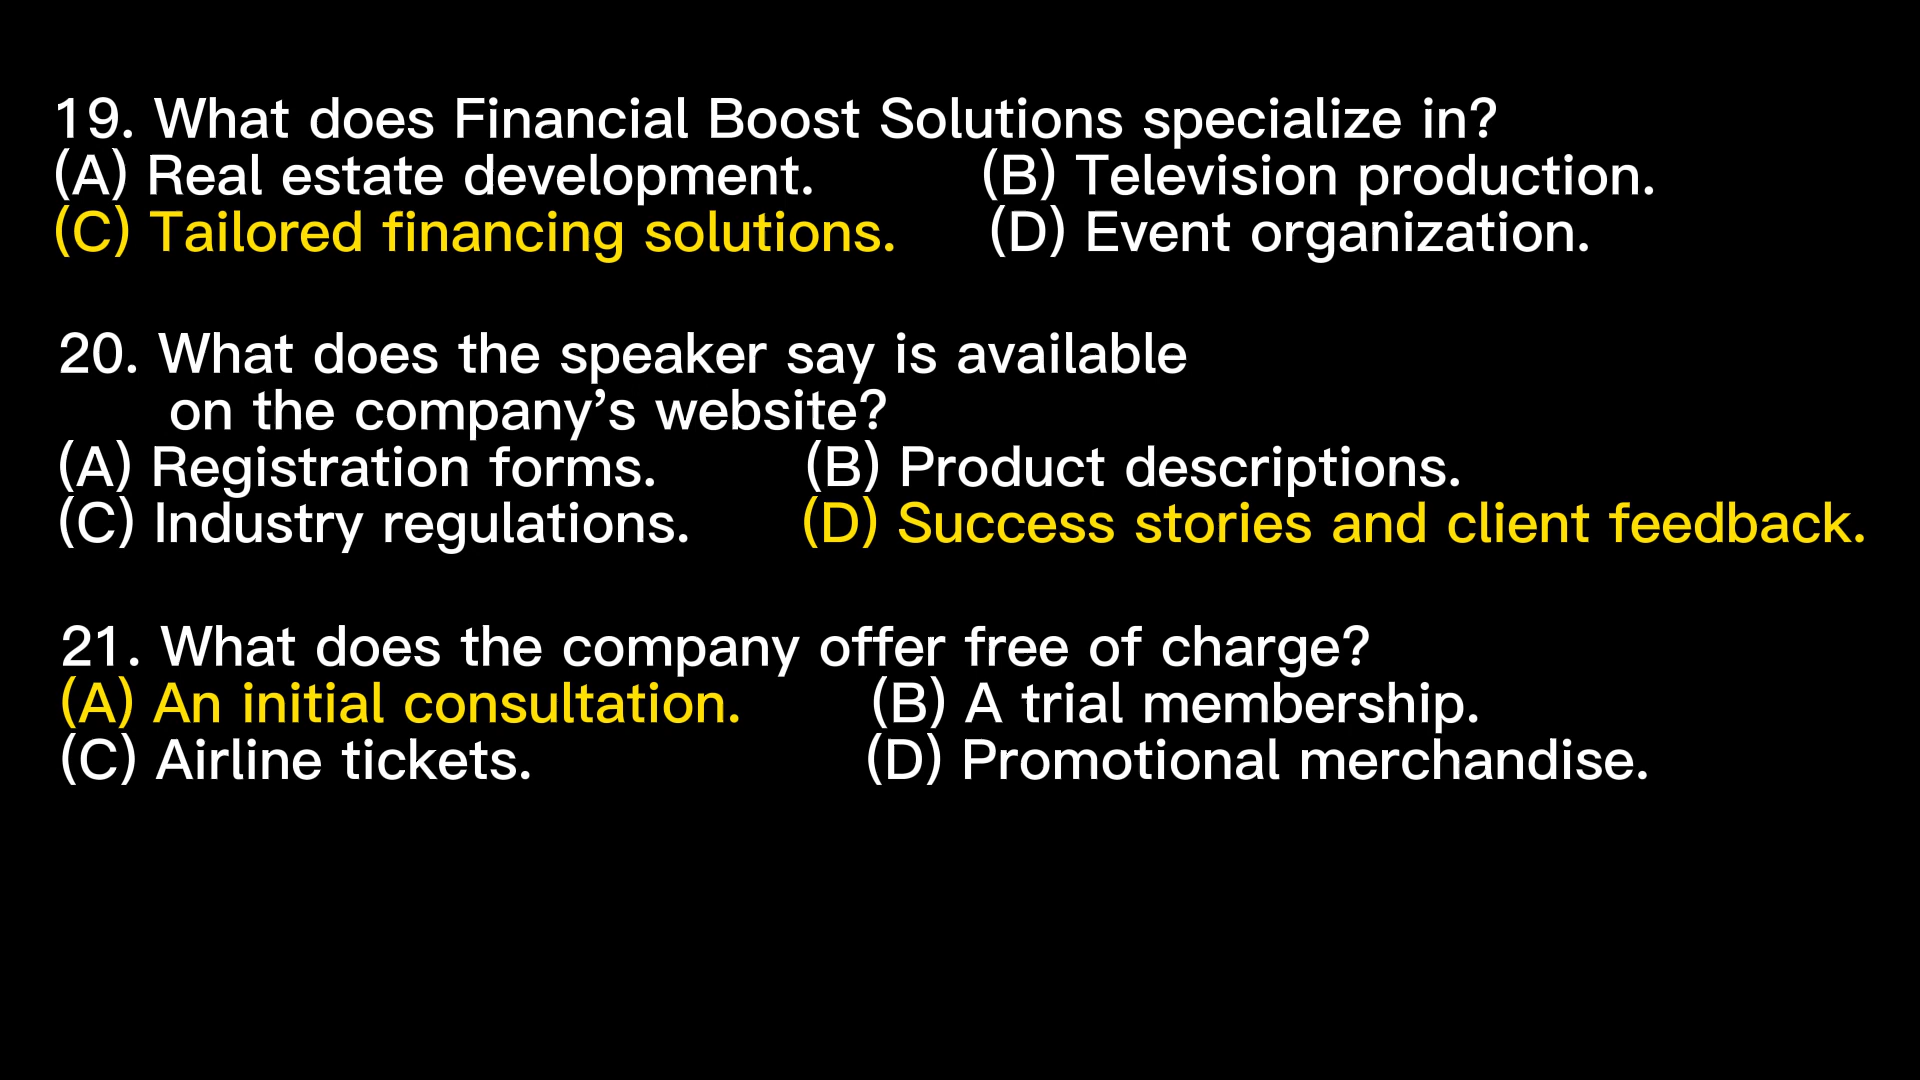 19. What does Financial Boost Solutions specialize in?
(A) Real estate development. (B) Television production.
(C) Tailored financing solutions. (D) Event organization.
20. What does the speaker say is available
on the company’s website?
(A) Registration forms. (B) Product descriptions.
(C) Industry regulations. (D) Success stories and client feedback.
21. What does the company offer free of charge?
(A) An initial consultation. (B) A trial membership.
(C) Airline tickets. (D) Promotional merchandise.